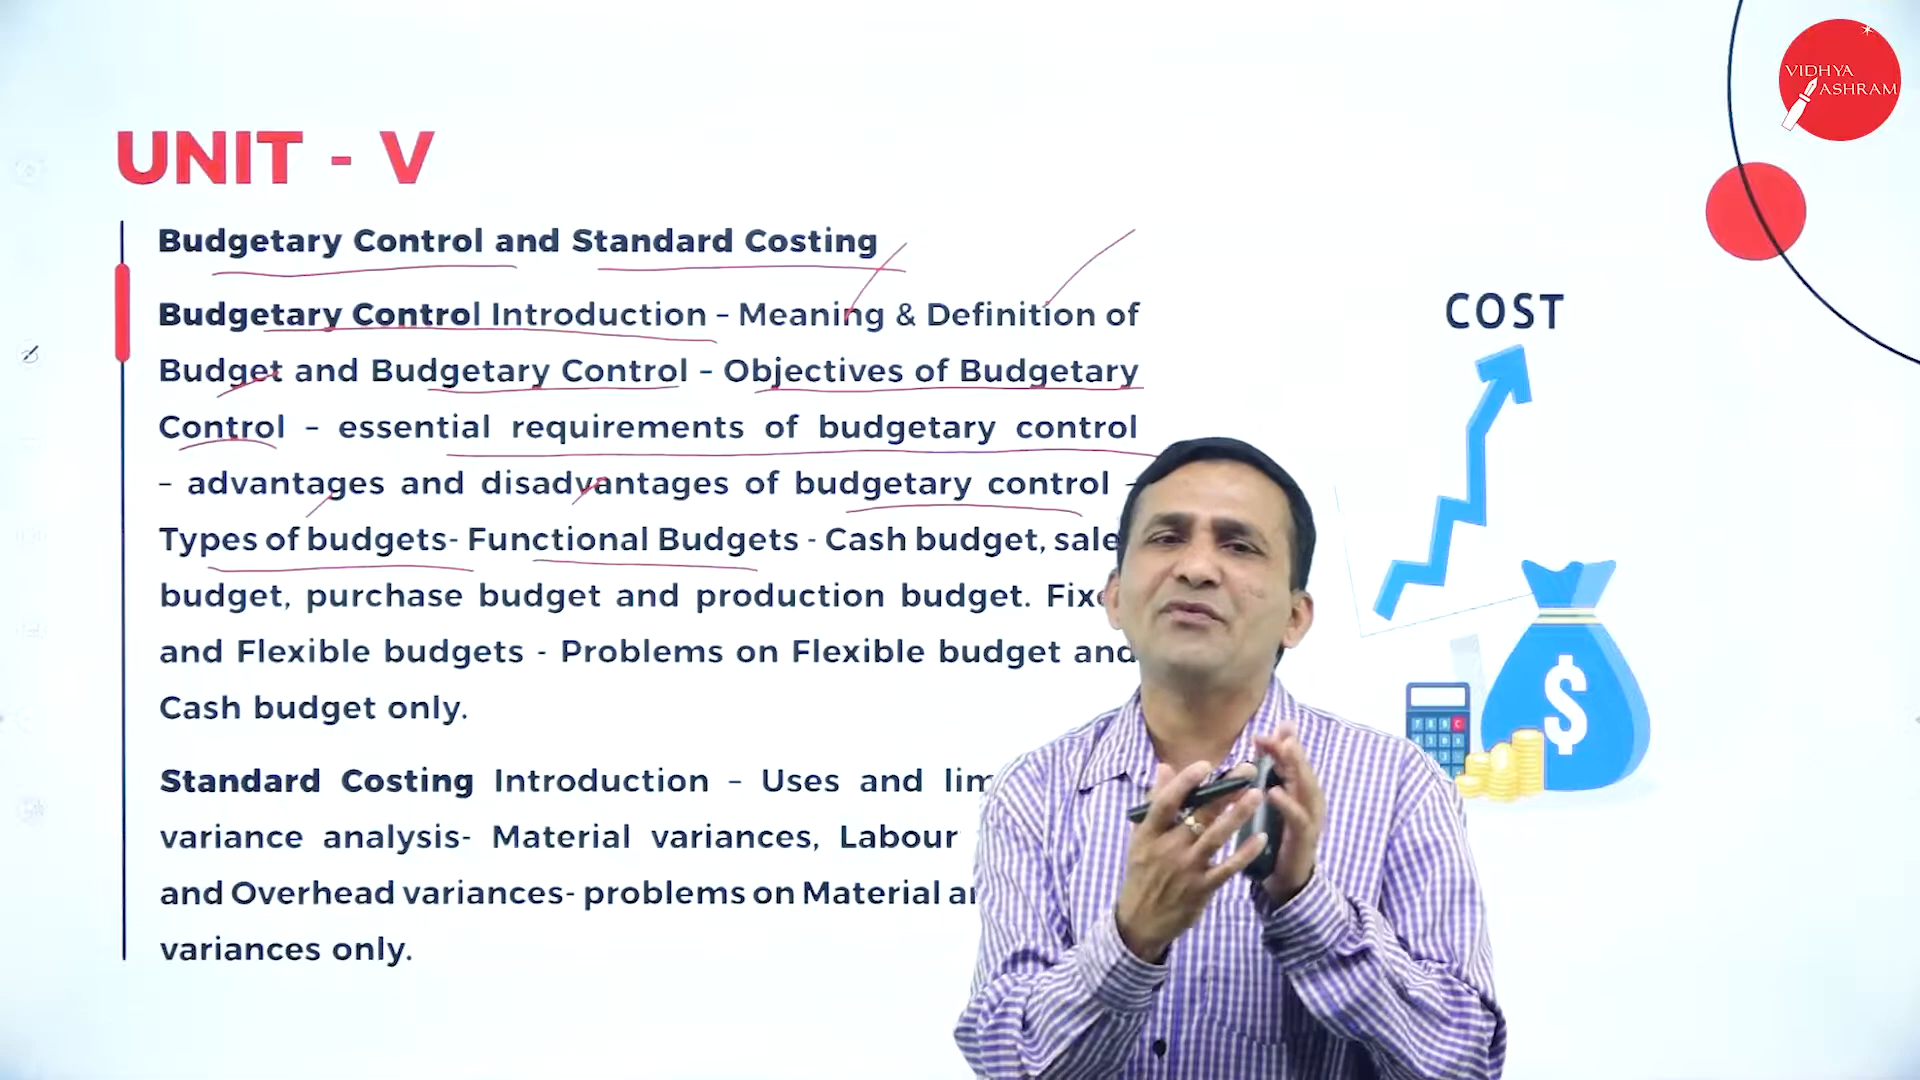 VIDHYA
ASHRAM
UNIT - V
Budgetary Control and Standard Costing
Budgetary Control Introduction – Meaning & Definition of
Budget and Budgetary Control – Objectives of Budgetary
Control – essential requirements of budgetary control
– advantages and disadvantages of budgetary control –
Types of budgets- Functional Budgets - Cash budget,
budget, purchase budget and production budget.
and Flexible budgets - Problems on Flexible budget and
Cash budget only.
Standard Costing Introduction – Uses and
variance analysis- Material variances, Labour
and Overhead variances- problems on Material
variances only.
COST
$